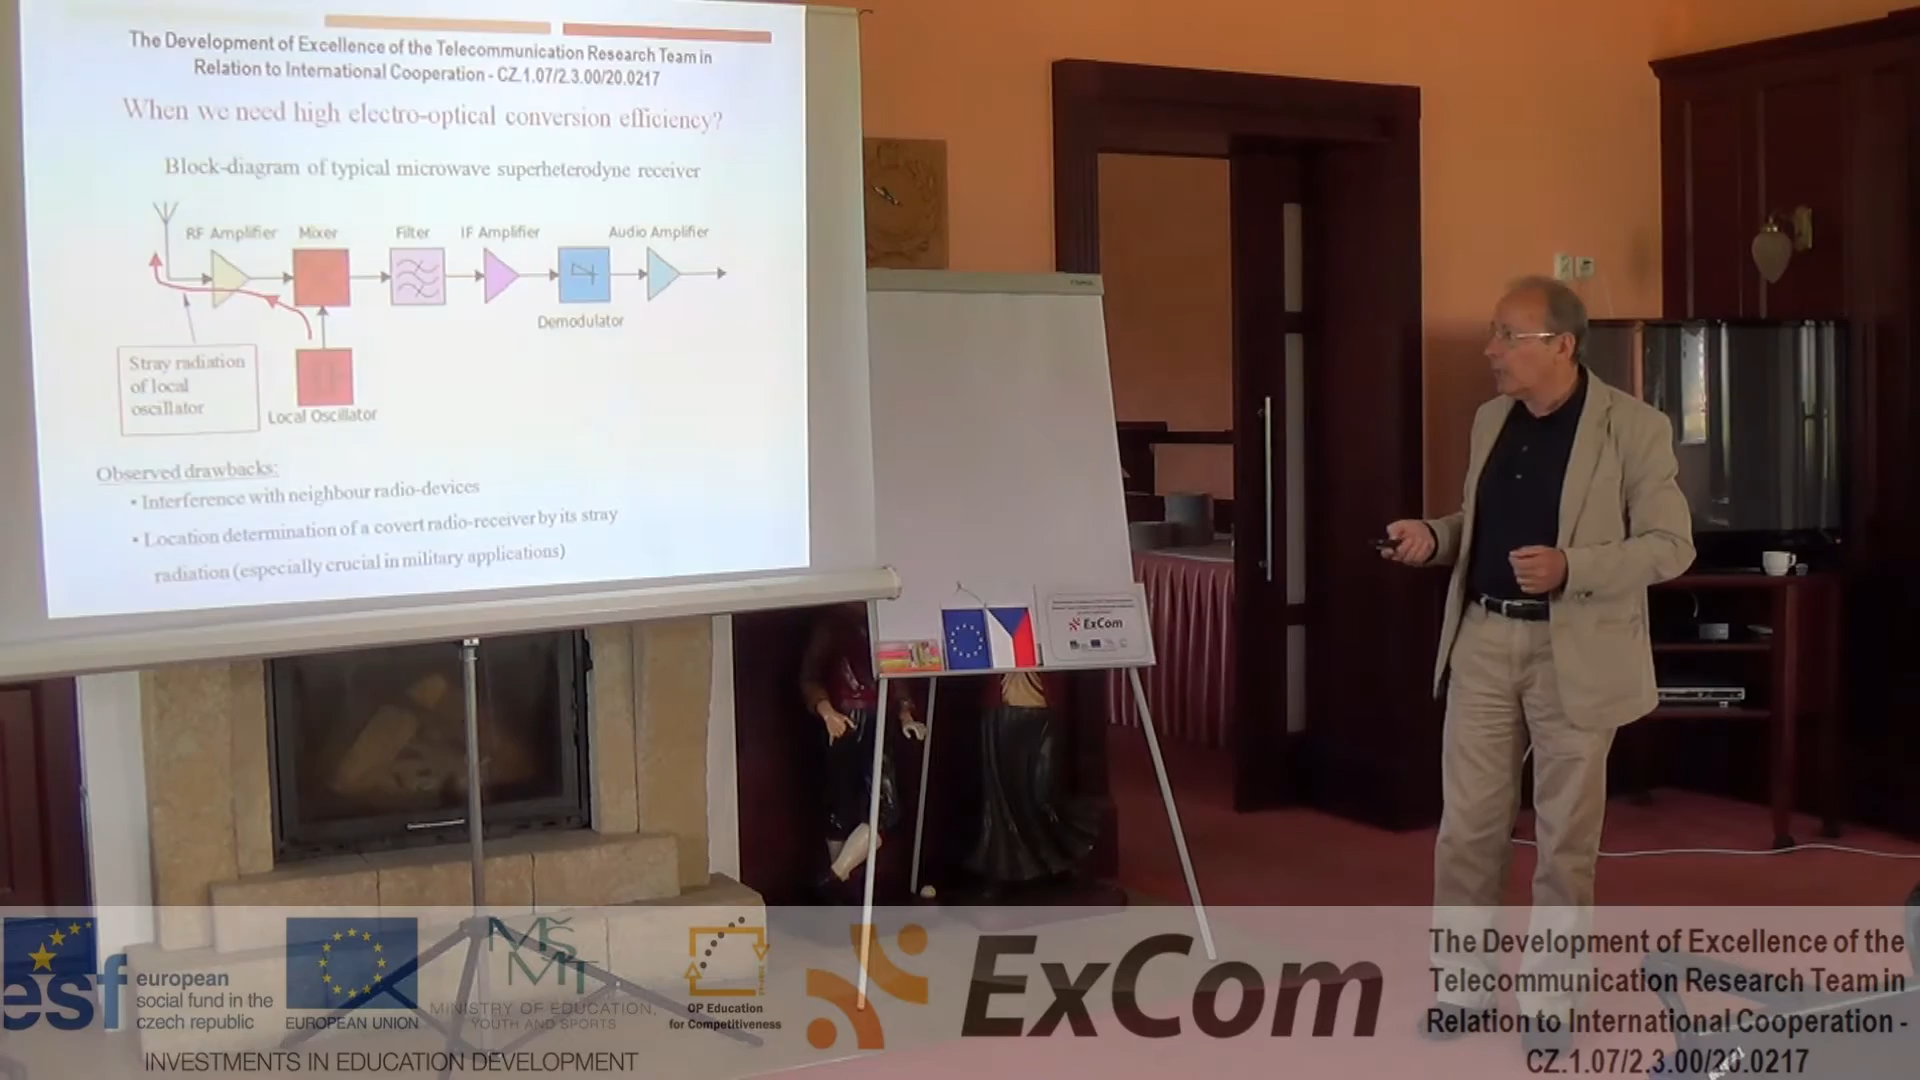 The Development of Excellence of the Telecommunication Research Team in
Relation to International Cooperation - CZ.1.07/2.3.00/20.0217
When we need high electro-optical conversion efficiency?
Block-diagram of typical microwave superheterodyne receiver
RF Amplifier
Mixer
Filter
IF Amplifier
Audio Amplifier
Demodulator
Stray radiation
of local
oscillator
Local Oscillator
Observed drawbacks:
• Interference with neighbour radio-devices
• Location determination of a covert radio-receiver by its stray
radiation (especially crucial in military applications)
ExCom
esf
european
social fund in the
czech republic
EUROPEAN UNION
MŠ
MT
MINISTRY OF EDUCATION,
YOUTH AND SPORTS
OP Education
for Competitiveness
INVESTMENTS IN EDUCATION DEVELOPMENT
ExCom
The Development of Excellence of the
Telecommunication Research Team in
Relation to International Cooperation -
CZ.1.07/2.3.00/20.0217